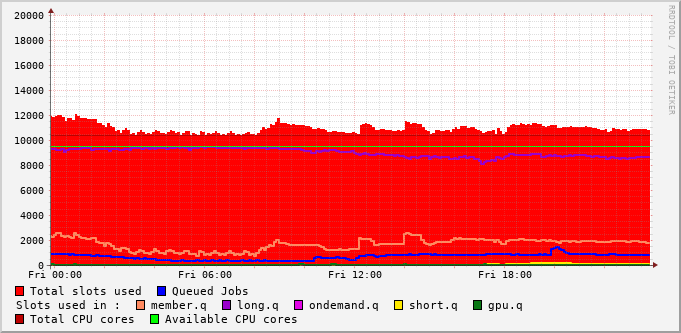 RRDTOOL / TOBI OETIKER
20000
18000
16000
14000
12000
10000
8000
6000
4000
2000
0
Fri 00:00 Fri 06:00 Fri 12:00 Fri 18:00
Total slots used Queued Jobs
Slots used in : member.q long.q ondemand.q short.q gpu.q
Total CPU cores Available CPU cores